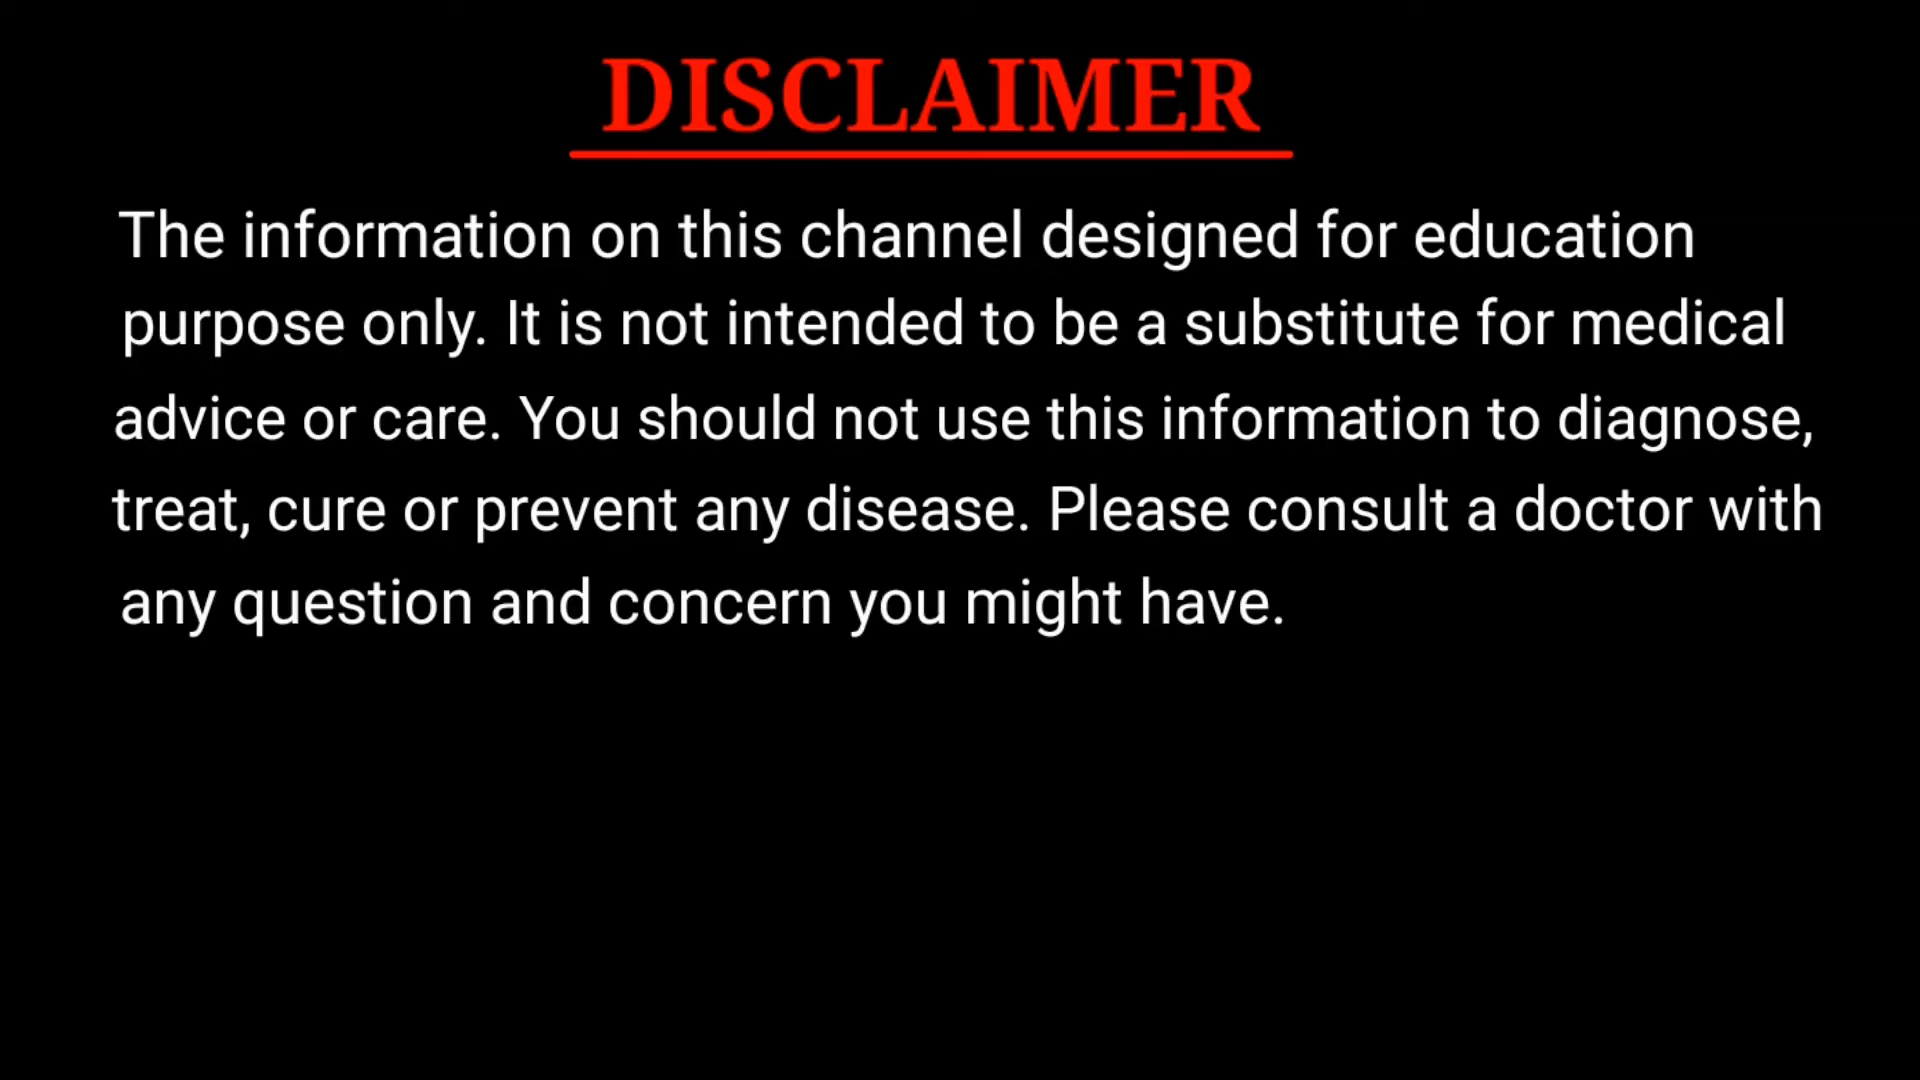 DISCLAIMER
The information on this channel designed for education
purpose only. It is not intended to be a substitute for medical
advice or care. You should not use this information to diagnose,
treat, cure or prevent any disease. Please consult a doctor with
any question and concern you might have.